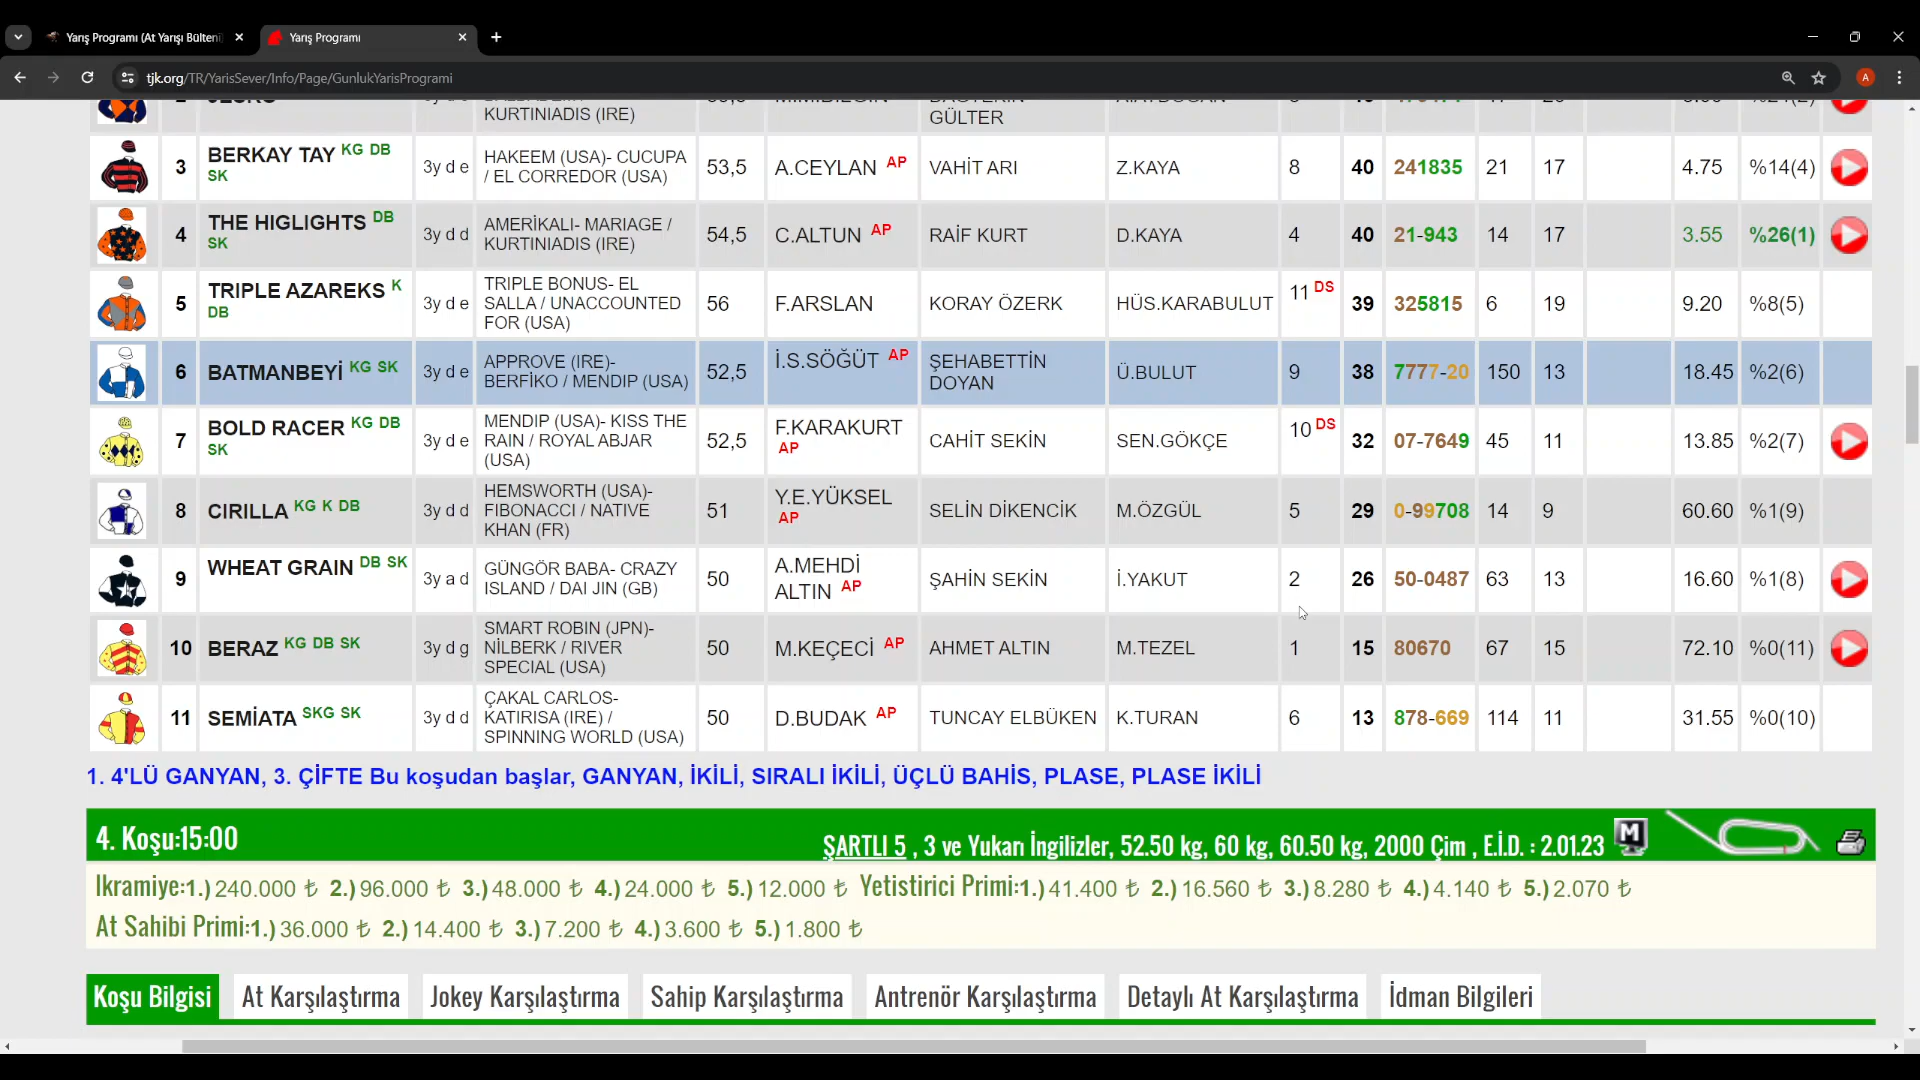 Yarış Programı (At Yarışı Bülteni
Yarış Programı
tjk.org/TR/YarisSever/Info/Page/GunlukYarisProgrami
A
KURTINIADIS (IRE)
GÜLTER
3 BERKAY TAY KG DB SK 3y d e HAKEEM (USA)- CUCUPA / EL CORREDOR (USA) 53,5 A.CEYLAN AP VAHİT ARI Z.KAYA 8 40 241835 21 17 4.75 %14(4)
4 THE HIGLIGHTS DB SK 3y d d AMERİKALI- MARIAGE / KURTINIADIS (IRE) 54,5 C.ALTUN AP RAİF KURT D.KAYA 4 40 21-943 14 17 3.55 %26(1)
5 TRIPLE AZAREKS K DB 3y d e TRIPLE BONUS- EL SALLA / UNACCOUNTED FOR (USA) 56 F.ARSLAN KORAY ÖZERK HÜS.KARABULUT 11 DS 39 325815 6 19 9.20 %8(5)
6 BATMANBEYİ KG SK 3y d e APPROVE (IRE)- BERFİKO / MENDIP (USA) 52,5 İ.S.SÖĞÜT AP ŞEHABETTİN DOYAN Ü.BULUT 9 38 7777-20 150 13 18.45 %2(6)
7 BOLD RACER KG DB SK 3y d e MENDIP (USA)- KISS THE RAIN / ROYAL ABJAR (USA) 52,5 F.KARAKURT AP CAHİT SEKİN SEN.GÖKÇE 10 DS 32 07-7649 45 11 13.85 %2(7)
8 CIRILLA KG K DB 3y d d HEMSWORTH (USA)- FIBONACCI / NATIVE KHAN (FR) 51 Y.E.YÜKSEL AP SELİN DİKENCİK M.ÖZGÜL 5 29 0-99708 14 9 60.60 %1(9)
9 WHEAT GRAIN DB SK 3y a d GÜNGÖR BABA- CRAZY ISLAND / DAI JIN (GB) 50 A.MEHDİ ALTIN AP ŞAHİN SEKİN İ.YAKUT 2 26 50-0487 63 13 16.60 %1(8)
10 BERAZ KG DB SK 3y d g SMART ROBIN (JPN)- NİLBERK / RIVER SPECIAL (USA) 50 M.KEÇECİ AP AHMET ALTIN M.TEZEL 1 15 80670 67 15 72.10 %0(11)
11 SEMİATA SKG SK 3y d d ÇAKAL CARLOS- KATIRISA (IRE) / SPINNING WORLD (USA) 50 D.BUDAK AP TUNCAY ELBÜKEN K.TURAN 6 13 878-669 114 11 31.55 %0(10)
1. 4'LÜ GANYAN, 3. ÇİFTE Bu koşudan başlar, GANYAN, İKİLİ, SIRALI İKİLİ, ÜÇLÜ BAHİS, PLASE, PLASE İKİLİ
4. Koşu:15:00
ŞARTLI 5 , 3 ve Yukarı İngilizler, 52.50 kg, 60 kg, 60.50 kg, 2000 Çim , E.İ.D. : 2.01.23 M
Ikramiye:1.) 240.000 ₺ 2.) 96.000 ₺ 3.) 48.000 ₺ 4.) 24.000 ₺ 5.) 12.000 ₺ Yetistirici Primi:1.) 41.400 ₺ 2.) 16.560 ₺ 3.) 8.280 ₺ 4.) 4.140 ₺ 5.) 2.070 ₺
At Sahibi Primi:1.) 36.000 ₺ 2.) 14.400 ₺ 3.) 7.200 ₺ 4.) 3.600 ₺ 5.) 1.800 ₺
Koşu Bilgisi At Karşılaştırma Jokey Karşılaştırma Sahip Karşılaştırma Antrenör Karşılaştırma Detaylı At Karşılaştırma İdman Bilgileri